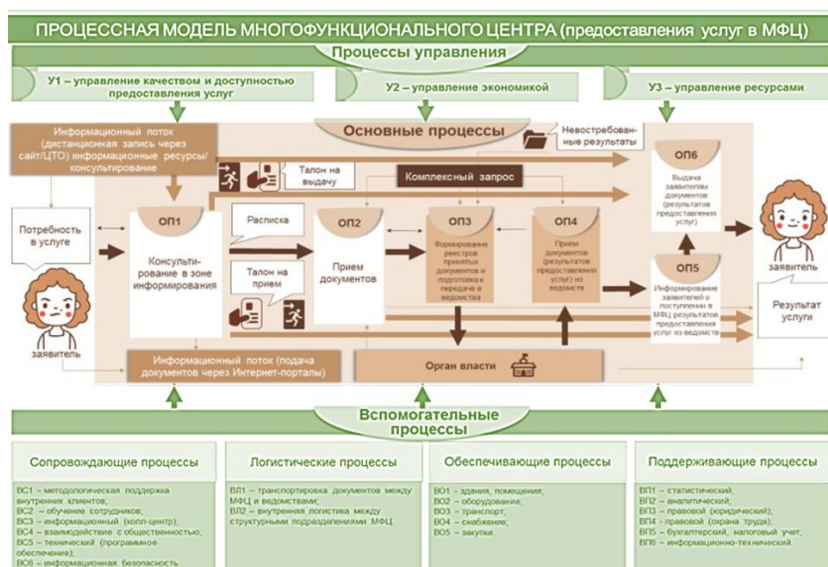 ПРОЦЕССНАЯ МОДЕЛЬ МНОГОФУНКЦИОНАЛЬНОГО ЦЕНТРА (предоставления услуг в МФЦ)
Процессы управления
У1 – управление качеством и доступностью
предоставления услуг
У2 – управление экономикой
У3 – управление ресурсами
Информационный поток
(дистанционная запись через
сайт/ЦТО) информационные ресурсы/
консультирование
Основные процессы
Невостребован-
ные результаты
Талон на
выдачу
Комплексный запрос
Потребность
в услуге
заявитель
ОП1
Консульти-
рование в зоне
информирования
Расписка
Талон на
прием
ОП2
Прием
документов
ОП3
Формирование
реестров
принятых
документов и
подготовка к
передаче в
ведомства
ОП4
Прием
документов
(результатов
предоставления
услуг) из
ведомств
ОП6
Выдача
заявителям
документов
(результатов
предоставления
услуг)
ОП5
Информирование
заявителей о
поступлении в
МФЦ результатов
предоставления
услуг из ведомств
заявитель
Результат
услуги
Информационный поток (подача
документов через Интернет-порталы)
Орган власти
Вспомогательные
процессы
Сопровождающие процессы
ВС1 – методологическая поддержка
внутренних клиентов;
ВС2 – обучение сотрудников;
ВС3 – информационный (колл-центр);
ВС4 – взаимодействие с общественностью;
ВС5 – технический (программное
обеспечение);
ВС6 – информационная безопасность
Логистические процессы
ВЛ1 – транспортировка документов между
МФЦ и ведомствами;
ВЛ2 – внутренняя логистика между
структурными подразделениями МФЦ.
Обеспечивающие процессы
ВО1 - здания, помещения;
ВО2 – оборудование;
ВО3 – транспорт;
ВО4 – снабжение;
ВО5 – закупки.
Поддерживающие процессы
ВП1 – статистический;
ВП2 – аналитический;
ВП3 – правовой (юридический);
ВП4 – правовой (охрана труда);
ВП5 – бухгалтерский, налоговый учет;
ВП6 – информационно-технический.